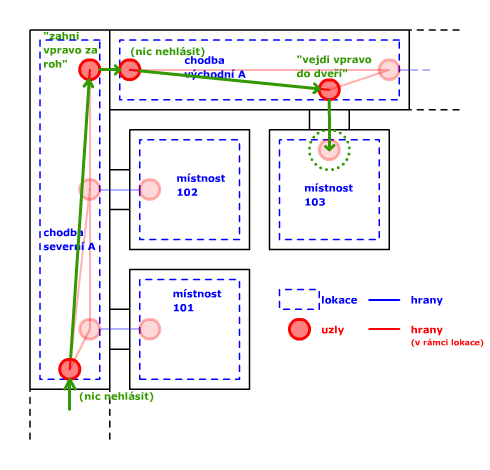 "zahni
vpravo za
roh"
(nic nehlásit)
chodba
východní A
"vejdi vpravo
do dveří"
místnost
102
místnost
103
chodba
severní A
místnost
101
lokace
hrany
uzly
hrany
(v rámci lokace)
(nic nehlásit)